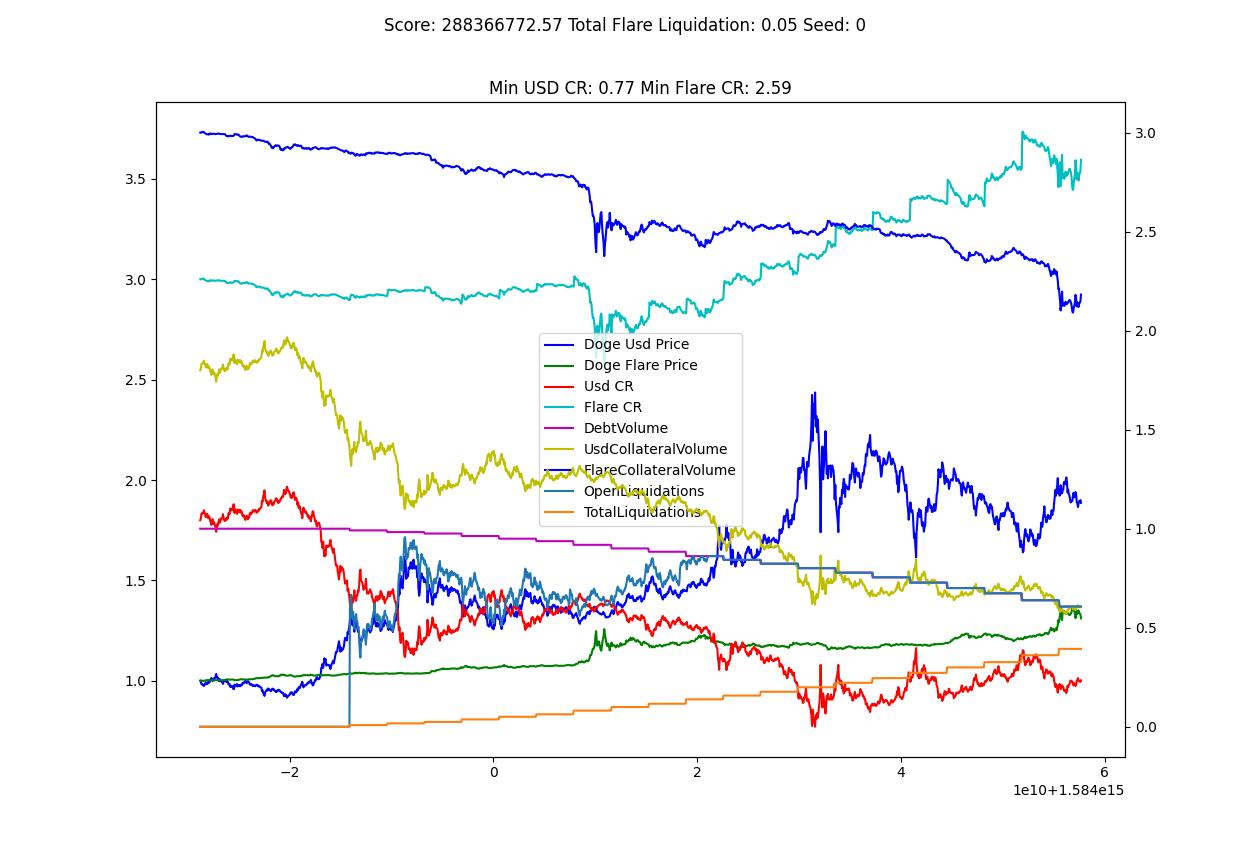 Score: 288366772.57 Total Flare Liquidation: 0.05 Seed: 0
Min USD CR: 0.77 Min Flare CR: 2.59
3.5
3.0
2.5
2.0
1.5
1.0
3.0
2.5
2.0
1.5
1.0
0.5
0.0
Doge Usd Price
Doge Flare Price
Usd CR
Flare CR
DebtVolume
UsdCollateralVolume
FlareCollateralVolume
OpenLiquidations
TotalLiquidations
−2 0 2 4 6
1e10+1.584e15